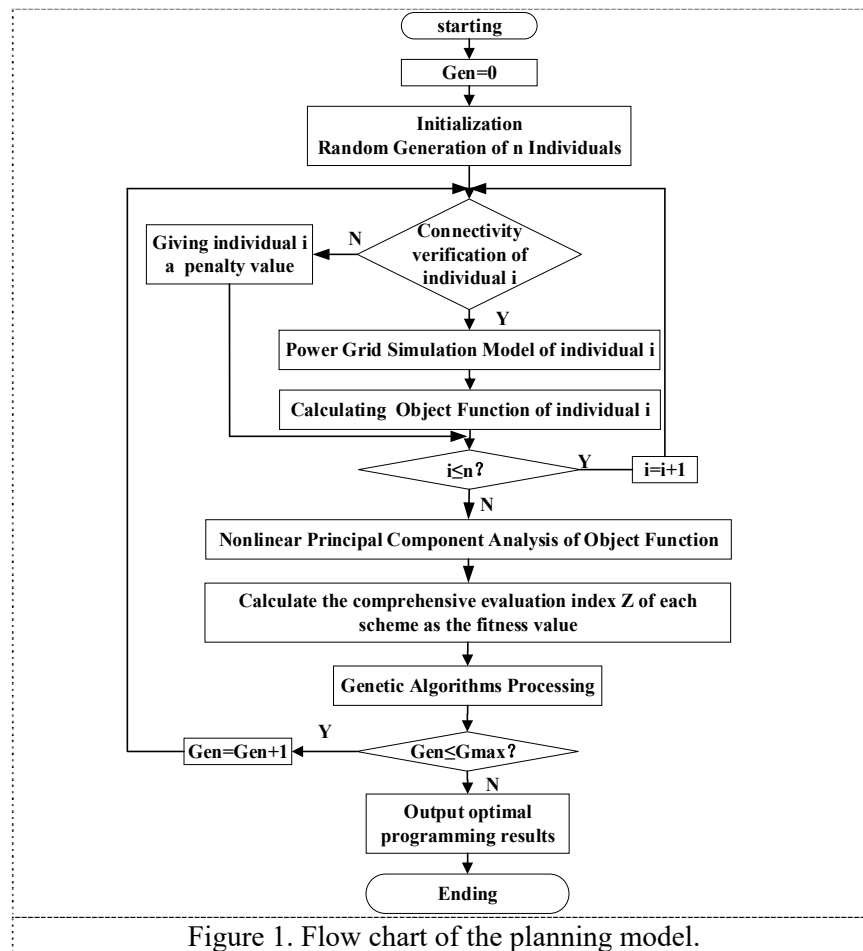 starting
Gen=0
Initialization
Random Generation of n Individuals
Connectivity
verification of
individual i
N
Giving individual i
a penalty value
Y
Power Grid Simulation Model of individual i
Calculating Object Function of individual i
i≤n?
Y
i=i+1
N
Nonlinear Principal Component Analysis of Object Function
Calculate the comprehensive evaluation index Z of each
scheme as the fitness value
Genetic Algorithms Processing
Gen≤Gmax?
Y
Gen=Gen+1
N
Output optimal
programming results
Ending
Figure 1. Flow chart of the planning model.